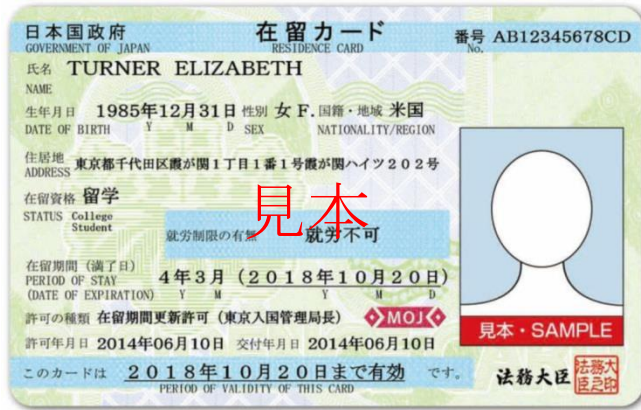 日本国政府 在留カード 番号 AB12345678CD
GOVERNMENT OF JAPAN RESIDENCE CARD No.
氏名 TURNER ELIZABETH
NAME
生年月日 1985年12月31日 性別 女 F. 国籍・地域 米国
DATE OF BIRTH Y M D SEX NATIONALITY/REGION
住居地 東京都千代田区霞が関1丁目1番1号霞が関ハイツ202号
ADDRESS
在留資格 留学
STATUS College
Student
見本
就労制限の有無 就労不可
在留期間(満了日) 4年3月(2018年10月20日)
PERIOD OF STAY
(DATE OF EXPIRATION) Y M Y M D
許可の種類 在留期間更新許可(東京入国管理局長) MOJ
許可年月日 2014年06月10日 交付年月日 2014年06月10日
見本・SAMPLE
このカードは 2018年10月20日まで有効 です。
PERIOD OF VALIDITY OF THIS CARD
法務大臣
法務大臣之印